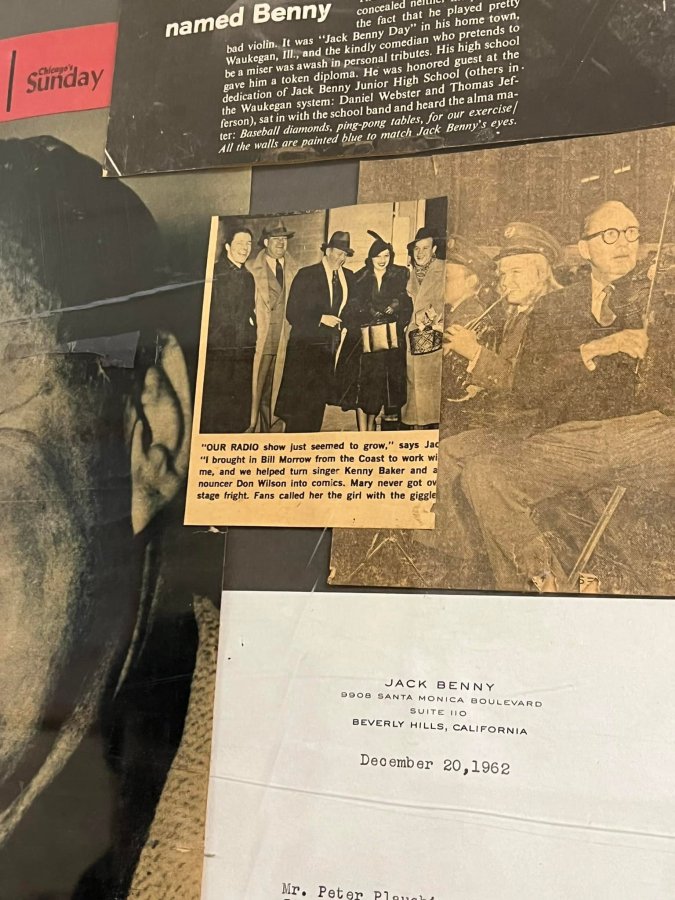 named Benny
concealed
the fact that he played pretty
bad violin. It was "Jack Benny Day" in his home town,
Waukegan, Ill., and the kindly comedian who pretends to
be a miser was awash in personal tributes. His high school
gave him a token diploma. He was honored guest at the
dedication of Jack Benny Junior High School (others in
the Waukegan system: Daniel Webster and Thomas Jef-
ferson), sat in with the school band and heard the alma ma-
ter: Baseball diamonds, ping-pong tables, for our exercise/
All the walls are painted blue to match Jack Benny's eyes.
Chicago's
Sunday
"OUR RADIO show just seemed to grow," says Jac
"I brought in Bill Morrow from the Coast to work wi
me, and we helped turn singer Kenny Baker and a
nouncer Don Wilson into comics. Mary never got ov
stage fright. Fans called her the girl with the giggle
JACK BENNY
9908 SANTA MONICA BOULEVARD
SUITE 110
BEVERLY HILLS, CALIFORNIA
December 20,1962
Mr. Peter